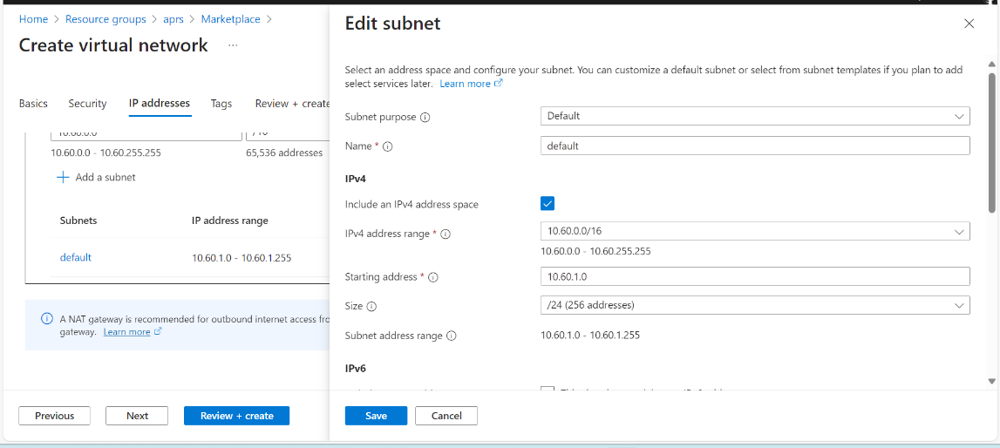 Home > Resource groups > aprs > Marketplace >
Create virtual network ...
Basics Security IP addresses Tags Review + create
10.60.0.0 /16
10.60.0.0 - 10.60.255.255 65,536 addresses
+ Add a subnet
Subnets IP address range
default 10.60.1.0 - 10.60.1.255
A NAT gateway is recommended for outbound internet access
gateway. Learn more
Previous Next Review + create
Edit subnet
Select an address space and configure your subnet. You can customize a default subnet or select from subnet templates if you plan to add
select services later. Learn more
Subnet purpose Default
Name * default
IPv4
Include an IPv4 address space
IPv4 address range * 10.60.0.0/16
10.60.0.0 - 10.60.255.255
Starting address * 10.60.1.0
Size /24 (256 addresses)
Subnet address range 10.60.1.0 - 10.60.1.255
IPv6
Save Cancel